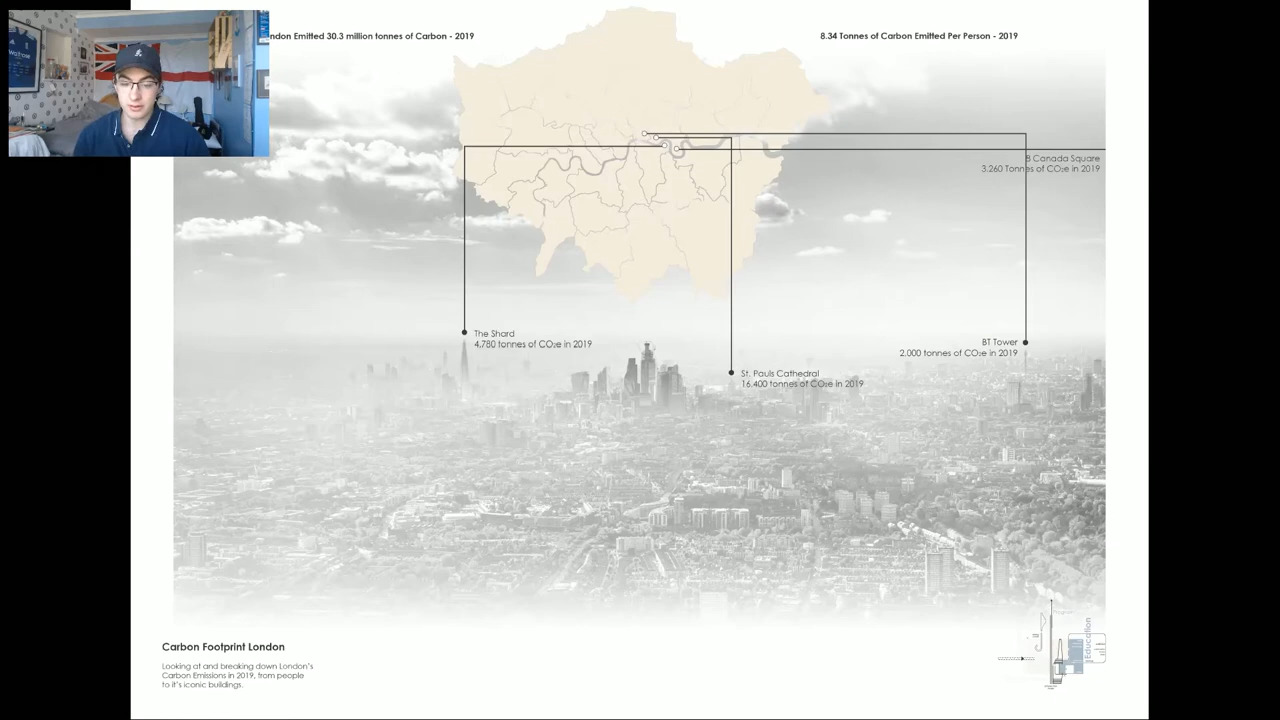 ndon Emitted 30.3 million tonnes of Carbon - 2019
8.34 Tonnes of Carbon Emitted Per Person - 2019
8 Canada Square
3,260 Tonnes of CO₂e in 2019
The Shard
4,780 tonnes of CO₂e in 2019
BT Tower
2,000 tonnes of CO₂e in 2019
St. Pauls Cathedral
16,400 tonnes of CO₂e in 2019
Carbon Footprint London
Looking at and breaking down London's
Carbon Emissions in 2019, from people
to it's iconic buildings.
Education